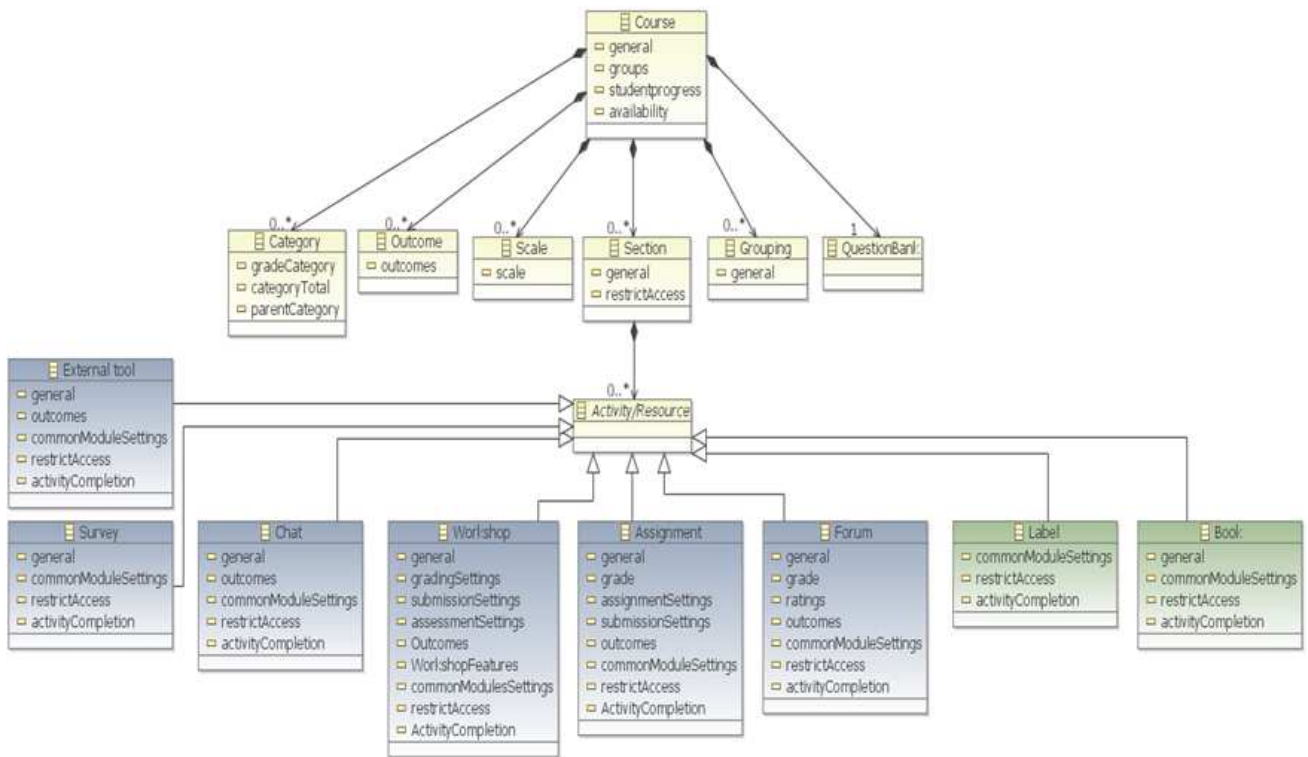 Course
general
groups
studentprogress
availability
0..*
0..*
0..*
0..*
0..*
1
Category
gradeCategory
categoryTotal
parentCategory
Outcome
outcomes
Scale
scale
Section
general
restrictAccess
Grouping
general
QuestionBank
0..*
Activity/Resource
External tool
general
outcomes
commonModuleSettings
restrictAccess
activityCompletion
Survey
general
commonModuleSettings
restrictAccess
activityCompletion
Chat
general
outcomes
commonModuleSettings
restrictAccess
activityCompletion
Workshop
general
gradingSettings
submissionSettings
assessmentSettings
Outcomes
WorkshopFeatures
commonModulesSettings
restrictAccess
ActivityCompletion
Assignment
general
grade
assignmentSettings
submissionSettings
outcomes
commonModuleSettings
restrictAccess
ActivityCompletion
Forum
general
grade
ratings
outcomes
commonModuleSettings
restrictAccess
activityCompletion
Label
commonModuleSettings
restrictAccess
activityCompletion
Book
general
commonModuleSettings
restrictAccess
activityCompletion